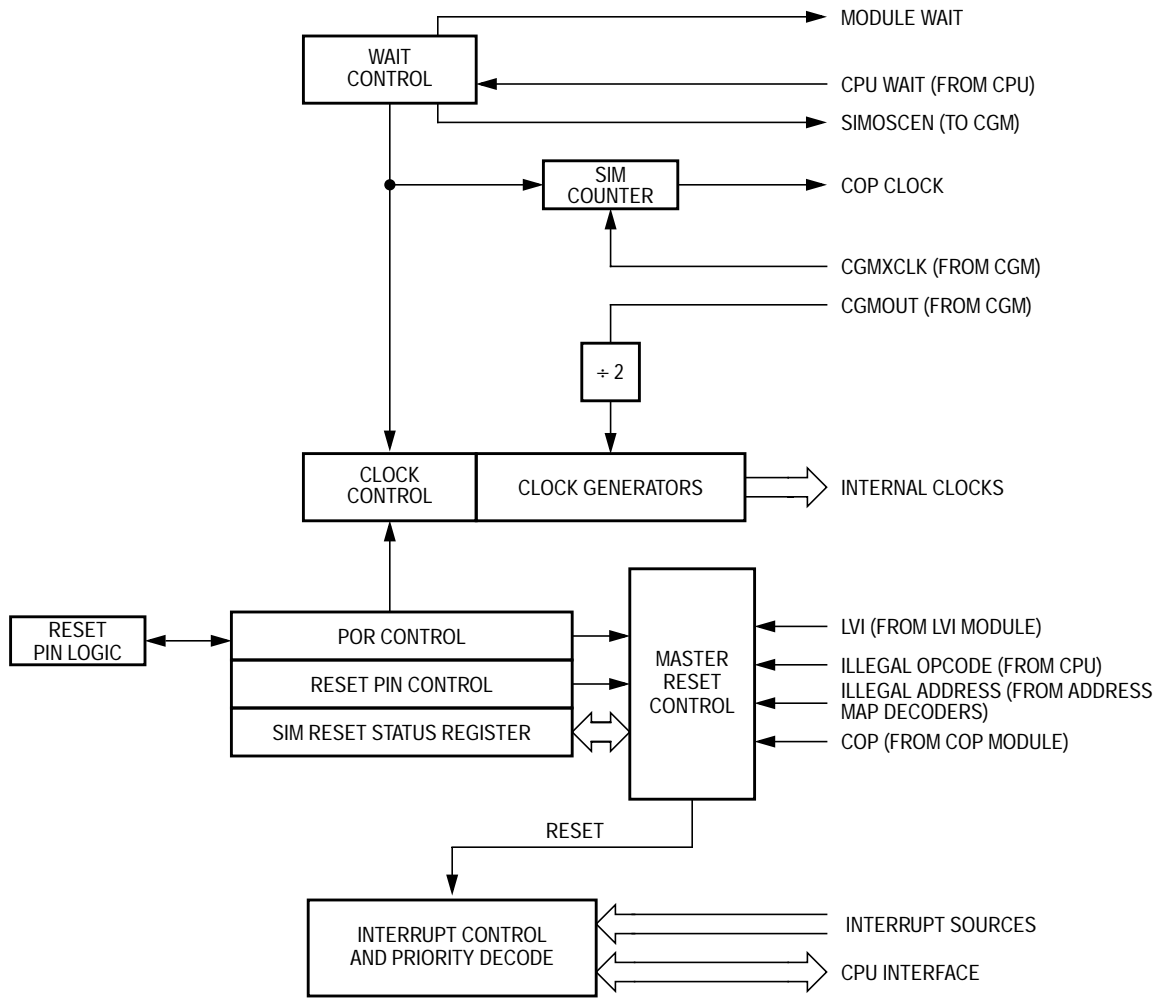 MODULE WAIT
WAIT
CONTROL
CPU WAIT (FROM CPU)
SIMOSCEN (TO CGM)
SIM
COUNTER
COP CLOCK
CGMXCLK (FROM CGM)
CGMOUT (FROM CGM)
÷ 2
CLOCK
CONTROL
CLOCK GENERATORS
INTERNAL CLOCKS
RESET
PIN LOGIC
POR CONTROL
RESET PIN CONTROL
SIM RESET STATUS REGISTER
MASTER
RESET
CONTROL
LVI (FROM LVI MODULE)
ILLEGAL OPCODE (FROM CPU)
ILLEGAL ADDRESS (FROM ADDRESS
MAP DECODERS)
COP (FROM COP MODULE)
RESET
INTERRUPT CONTROL
AND PRIORITY DECODE
INTERRUPT SOURCES
CPU INTERFACE